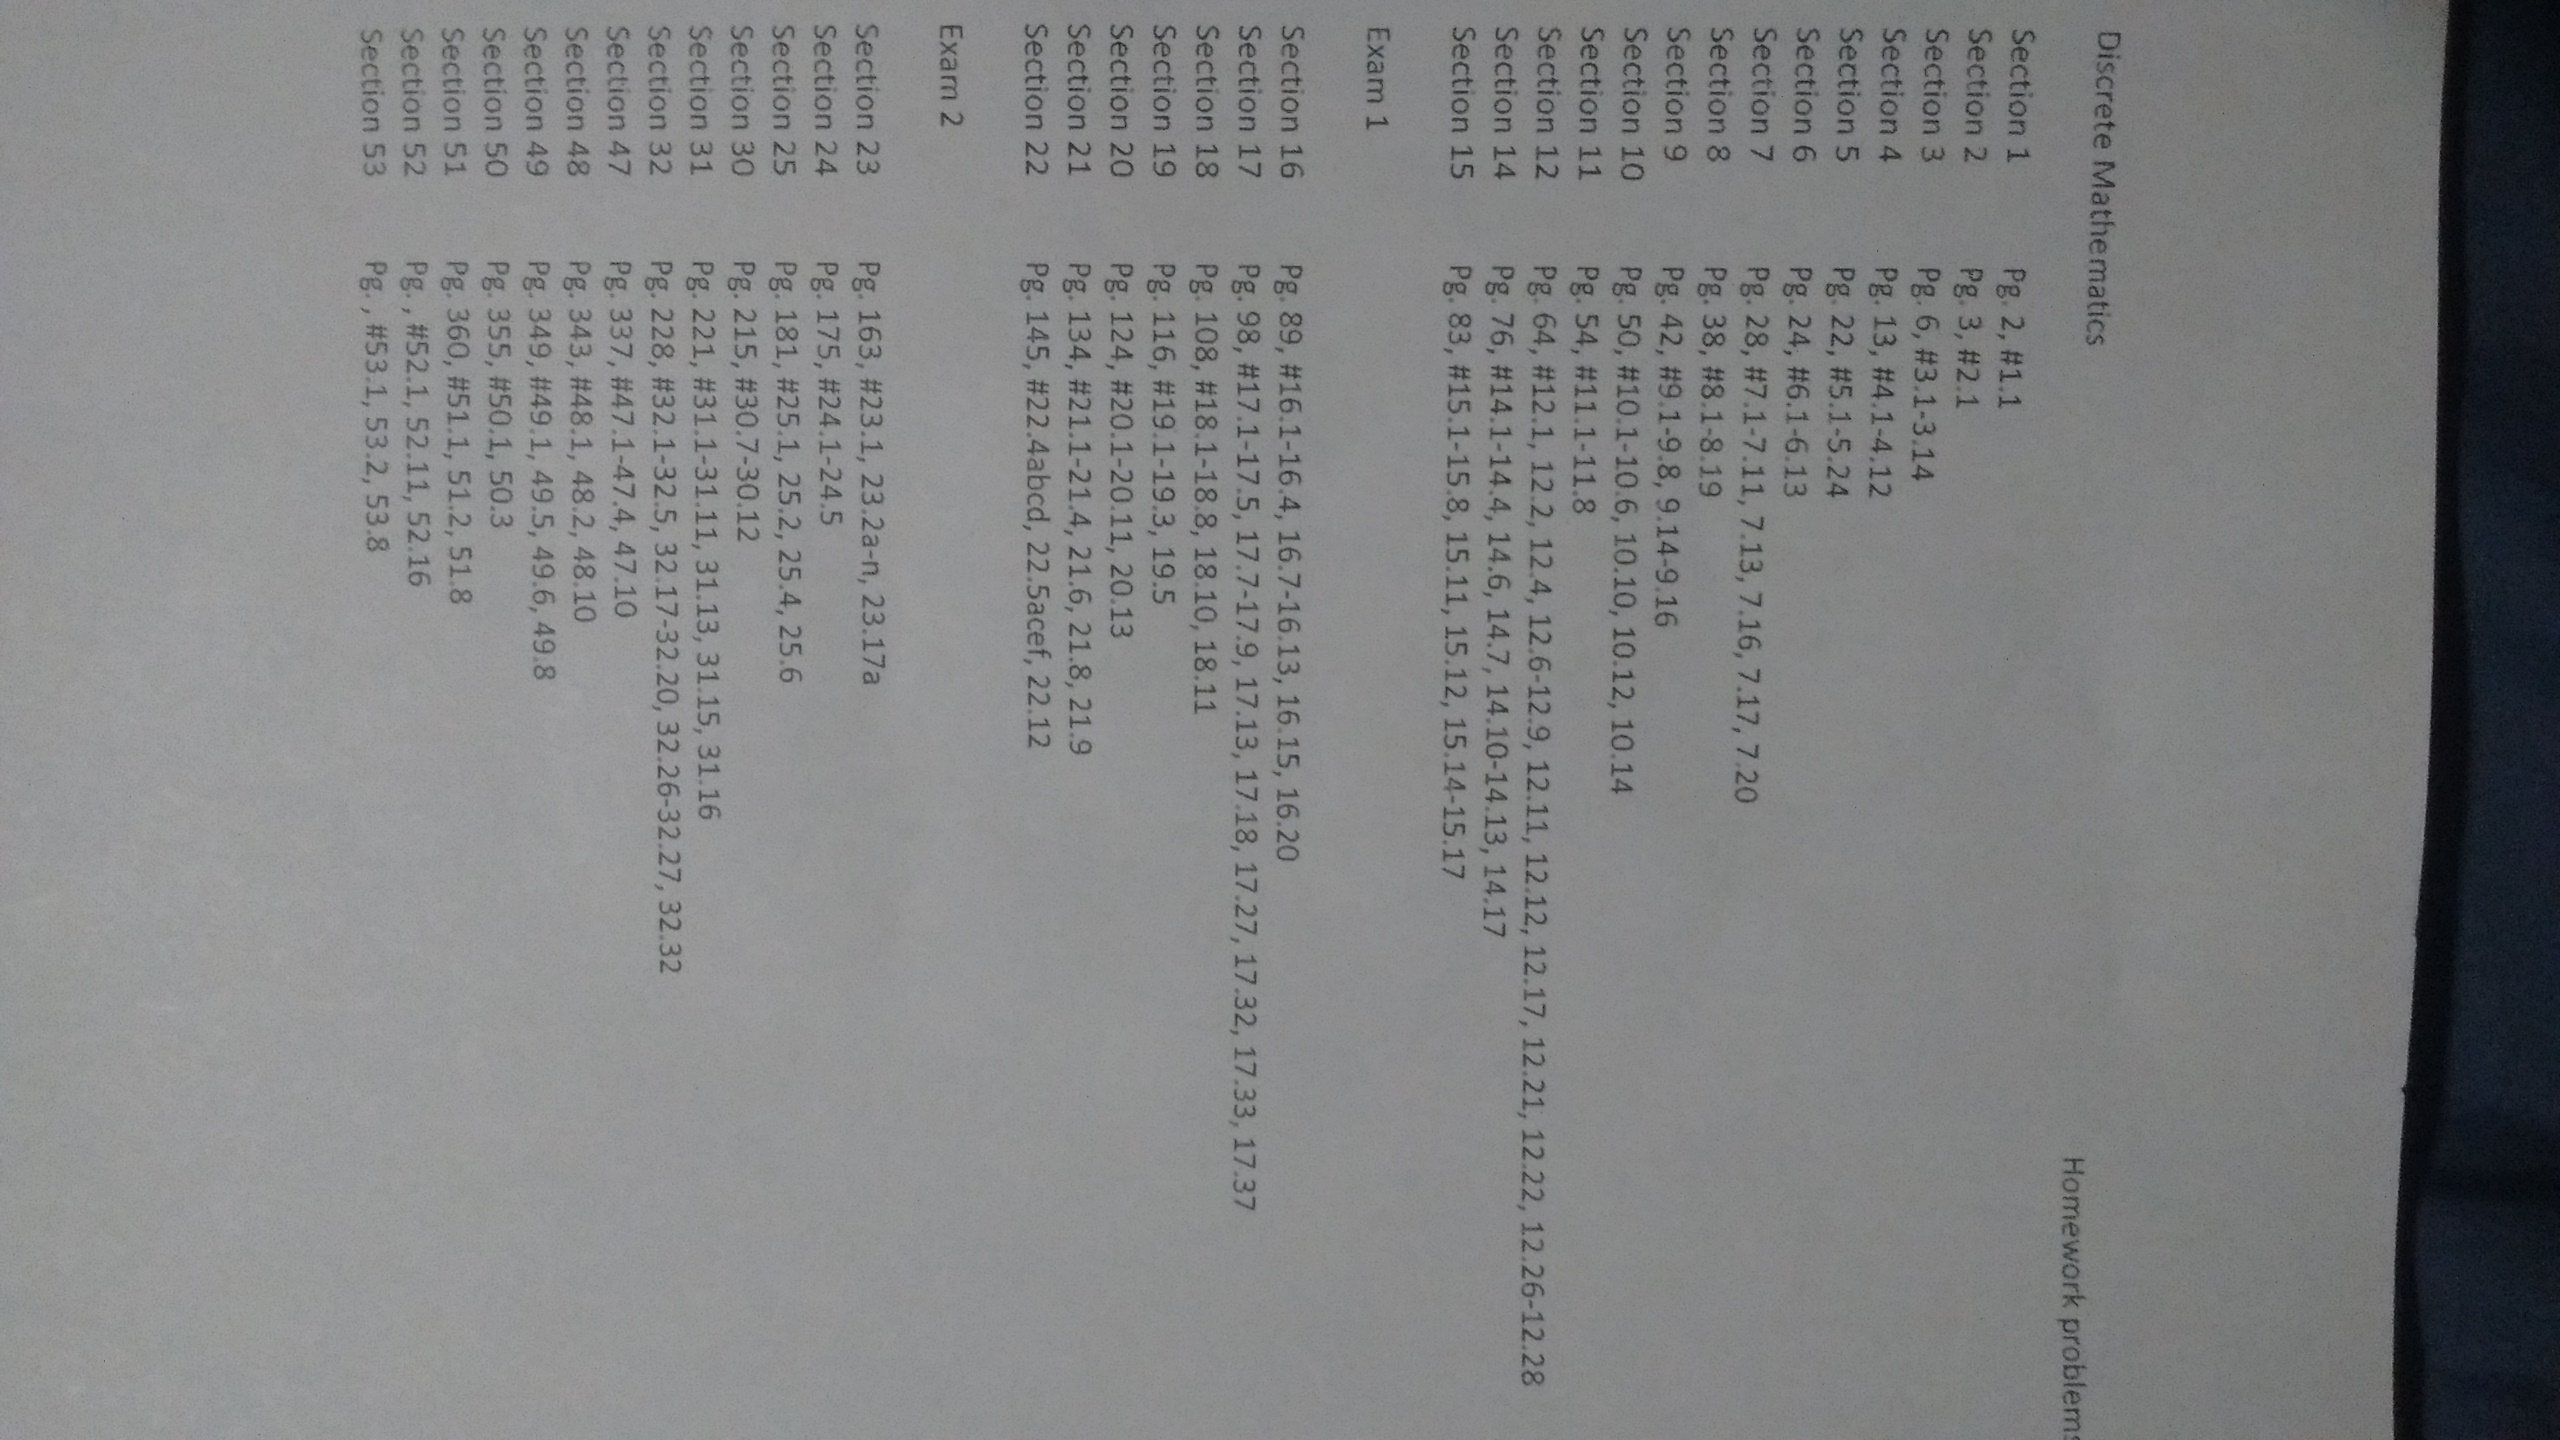 Discrete Mathematics
Homework problems
Section 1 Pg. 2, #1.1
Section 2 Pg. 3, #2.1
Section 3 Pg. 6, #3.1-3.14
Section 4 Pg. 13, #4.1-4.12
Section 5 Pg. 22, #5.1-5.24
Section 6 Pg. 24, #6.1-6.13
Section 7 Pg. 28, #7.1-7.11, 7.13, 7.16, 7.17, 7.20
Section 8 Pg. 38, #8.1-8.19
Section 9 Pg. 42, #9.1-9.8, 9.14-9.16
Section 10 Pg. 50, #10.1-10.6, 10.10, 10.12, 10.14
Section 11 Pg. 54, #11.1-11.8
Section 12 Pg. 64, #12.1, 12.2, 12.4, 12.6-12.9, 12.11, 12.12, 12.17, 12.21, 12.22, 12.26-12.28
Section 14 Pg. 76, #14.1-14.4, 14.6, 14.7, 14.10-14.13, 14.17
Section 15 Pg. 83, #15.1-15.8, 15.11, 15.12, 15.14-15.17
Exam 1
Section 16 Pg. 89, #16.1-16.4, 16.7-16.13, 16.15, 16.20
Section 17 Pg. 98, #17.1-17.5, 17.7-17.9, 17.13, 17.18, 17.27, 17.32, 17.33, 17.37
Section 18 Pg. 108, #18.1-18.8, 18.10, 18.11
Section 19 Pg. 116, #19.1-19.3, 19.5
Section 20 Pg. 124, #20.1-20.11, 20.13
Section 21 Pg. 134, #21.1-21.4, 21.6, 21.8, 21.9
Section 22 Pg. 145, #22.4abcd, 22.5acef, 22.12
Exam 2
Section 23 Pg. 163, #23.1, 23.2a-n, 23.17a
Section 24 Pg. 175, #24.1-24.5
Section 25 Pg. 181, #25.1, 25.2, 25.4, 25.6
Section 30 Pg. 215, #30.7-30.12
Section 31 Pg. 221, #31.1-31.11, 31.13, 31.15, 31.16
Section 32 Pg. 228, #32.1-32.5, 32.17-32.20, 32.26-32.27, 32.32
Section 47 Pg. 337, #47.1-47.4, 47.10
Section 48 Pg. 343, #48.1, 48.2, 48.10
Section 49 Pg. 349, #49.1, 49.5, 49.6, 49.8
Section 50 Pg. 355, #50.1, 50.3
Section 51 Pg. 360, #51.1, 51.2, 51.8
Section 52 Pg. , #52.1, 52.11, 52.16
Section 53 Pg. , #53.1, 53.2, 53.8